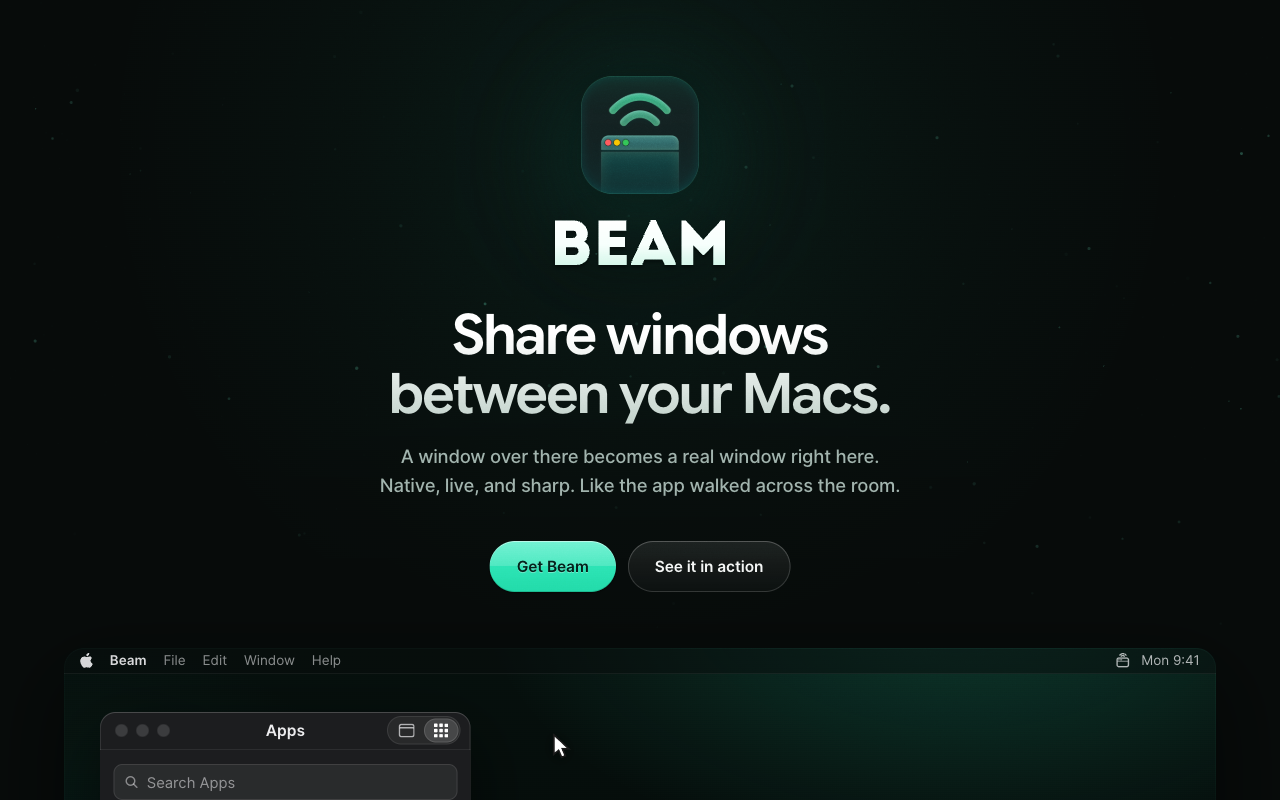 BEAM
Share windows
between your Macs.
A window over there becomes a real window right here.
Native, live, and sharp. Like the app walked across the room.
Get Beam
See it in action
Beam File Edit Window Help
Mon 9:41
Apps
Search Apps